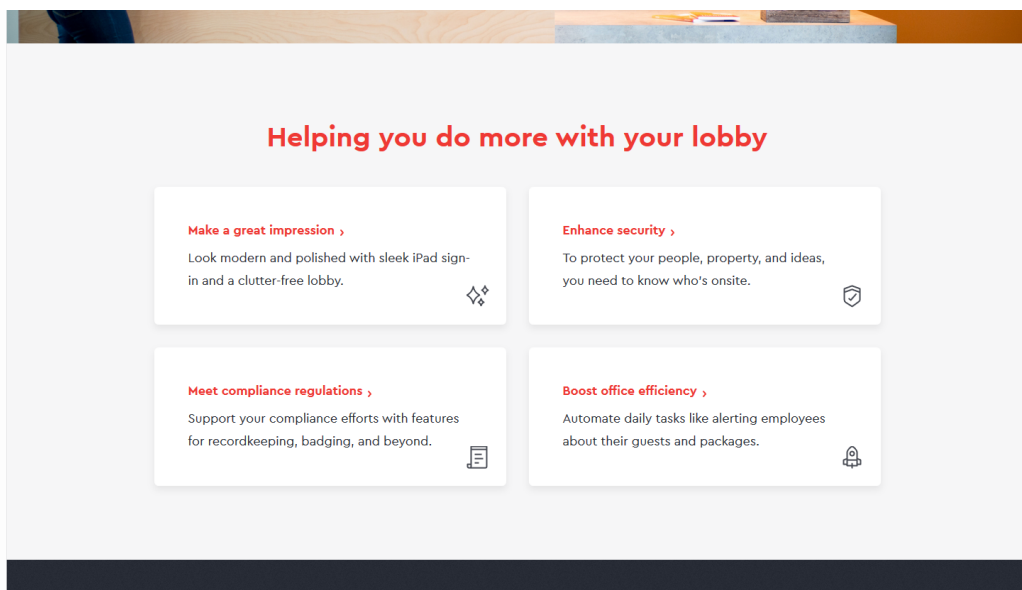 Helping you do more with your lobby
Make a great impression ›
Look modern and polished with sleek iPad sign-
in and a clutter-free lobby.
Enhance security ›
To protect your people, property, and ideas,
you need to know who's onsite.
Meet compliance regulations ›
Support your compliance efforts with features
for recordkeeping, badging, and beyond.
Boost office efficiency ›
Automate daily tasks like alerting employees
about their guests and packages.